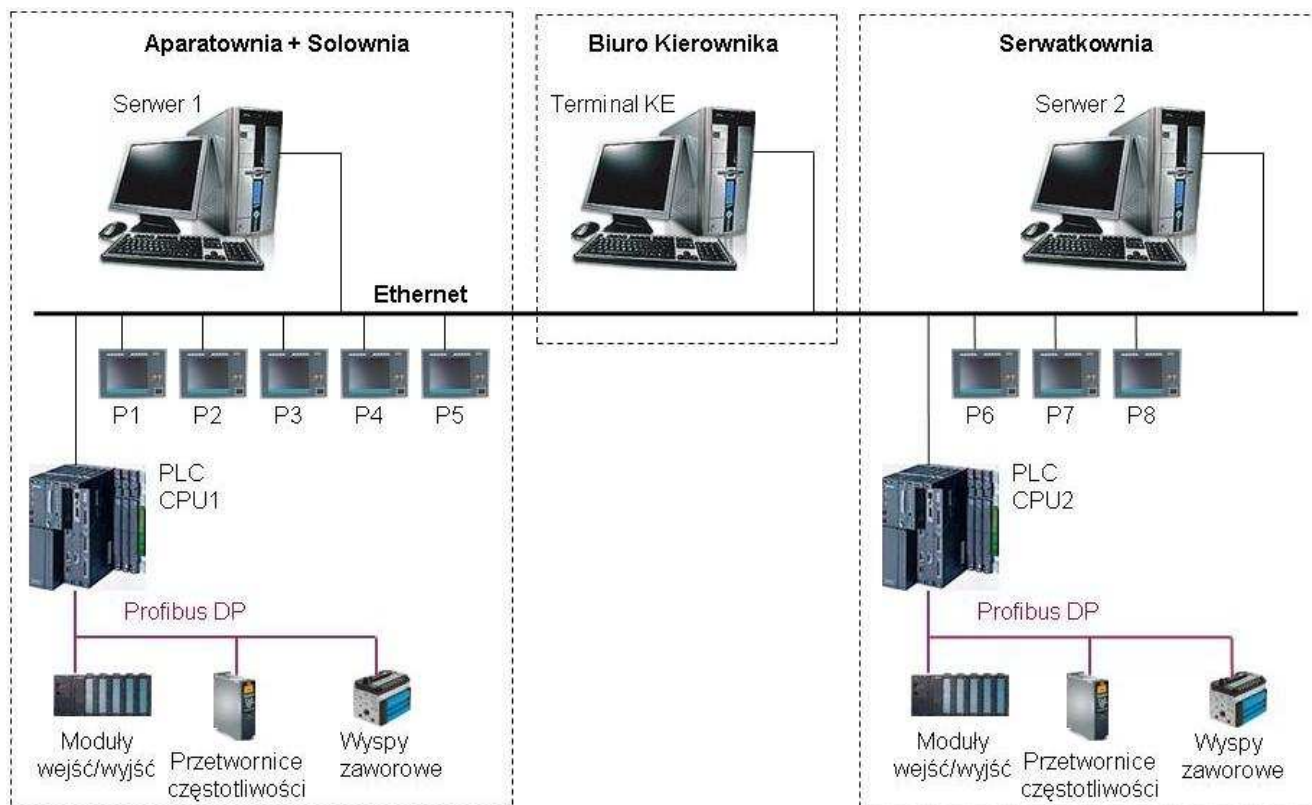 Aparatownia + Solownia
Biuro Kierownika
Serwatkownia
Serwer 1
Terminal KE
Serwer 2
Ethernet
P1
P2
P3
P4
P5
P6
P7
P8
PLC
CPU1
PLC
CPU2
Profibus DP
Profibus DP
Moduły
wejść/wyjść
Przetwornice
częstotliwości
Wyspy
zaworowe
Moduły
wejść/wyjść
Przetwornice
częstotliwości
Wyspy
zaworowe